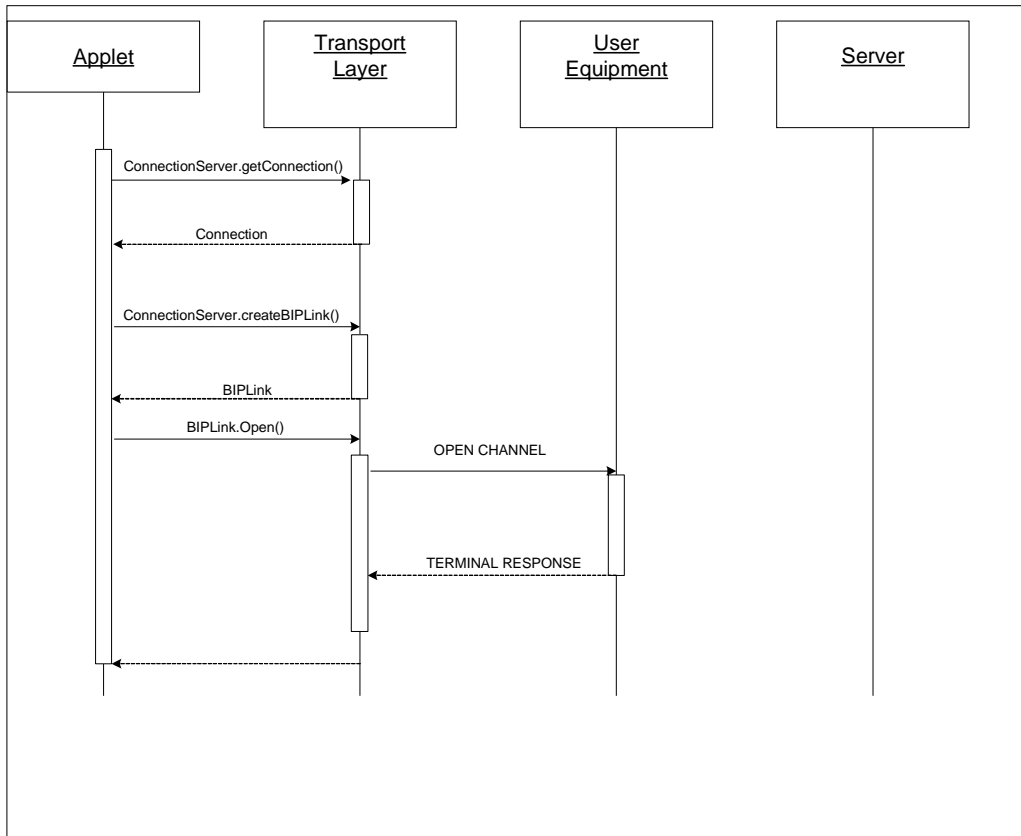 Applet
Transport
Layer
User
Equipment
Server
ConnectionServer.getConnection()
Connection
ConnectionServer.createBIPLink()
BIPLink
BIPLink.Open()
OPEN CHANNEL
TERMINAL RESPONSE